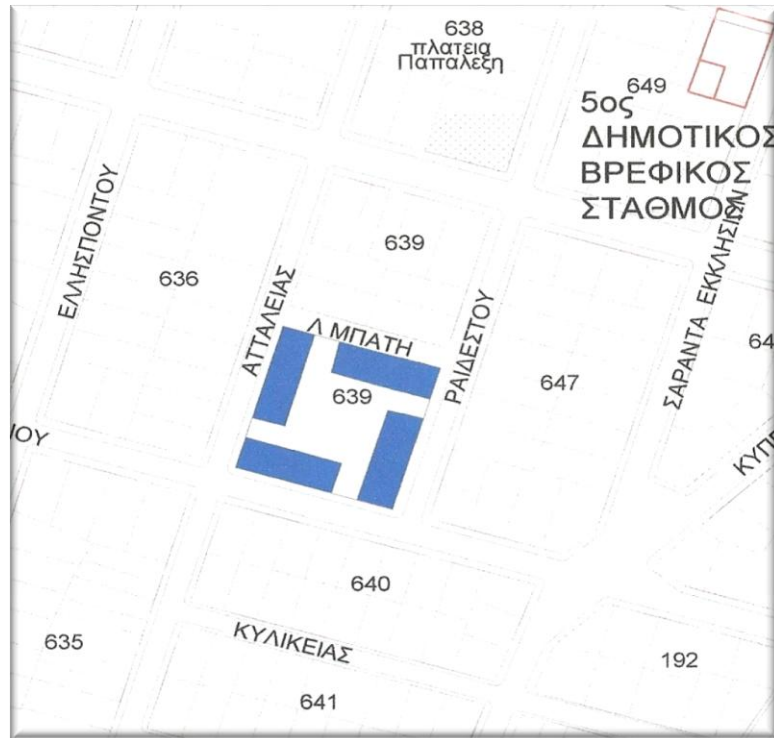 638
πλατεια
Παπαλεξη
649
5ος
ΔΗΜΟΤΙΚΟΣ
ΒΡΕΦΙΚΟΣ
ΣΤΑΘΜΟΣ
ΕΛΛΗΣΠΟΝΤΟΥ
636
639
ΑΤΤΑΛΕΙΑΣ
Λ ΜΠΑΤΗ
639
ΡΑΙΔΕΣΤΟΥ
647
ΣΑΡΑΝΤΑ ΕΚΚΛΗΣΙΩΝ
640
635
ΚΥΛΙΚΕΙΑΣ
641
192